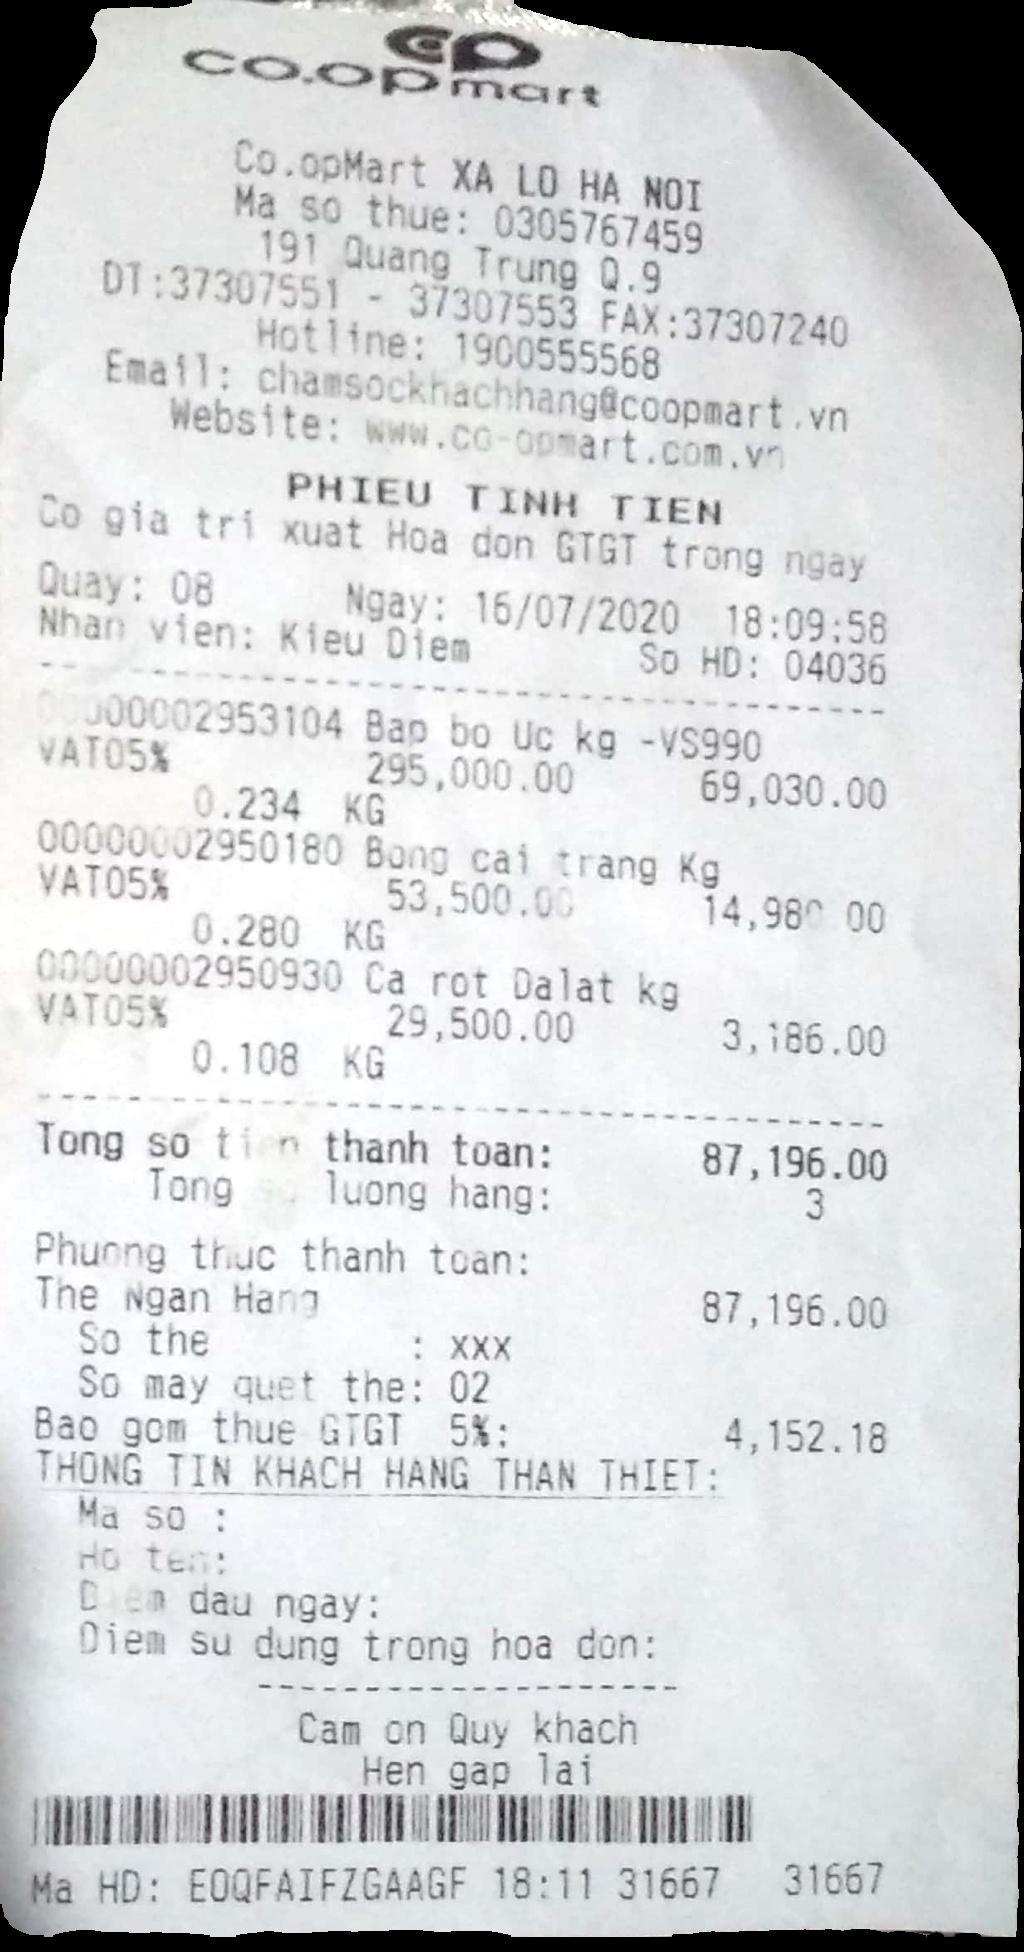 co.opmart
Co.opMart XA LO HA NOI
Ma so thue: 0305767459
191 Quang Trung Q.9
DT:37307551 - 37307553 FAX:37307240
Hotline: 1900555568
Email: chamsockhachhang@coopmart.vn
Website: www.co-opmart.com.vn
PHIEU TINH TIEN
Co gia tri xuat Hoa don GTGT trong ngay
Quay: 08 Ngay: 16/07/2020 18:09:58
Nhan vien: Kieu Diem So HD: 04036
00000002953104 Bap bo Uc kg -VS990
VAT05% 295,000.00 69,030.00
0.234 KG
00000002950180 Bong cai trang Kg
VAT05% 53,500.00 14,980.00
0.280 KG
00000002950930 Ca rot Dalat kg
VAT05% 29,500.00 3,186.00
0.108 KG
Tong so tien thanh toan: 87,196.00
Tong so luong hang: 3
Phuong thuc thanh toan:
The Ngan Hang 87,196.00
So the : xxx
So may quet the: 02
Bao gom thue GTGT 5%: 4,152.18
THONG TIN KHACH HANG THAN THIET:
Ma so :
Ho ten:
Diem dau ngay:
Diem su dung trong hoa don:
Cam on Quy khach
Hen gap lai
Ma HD: EOQFAIFZGAAGF 18:11 31667 31667